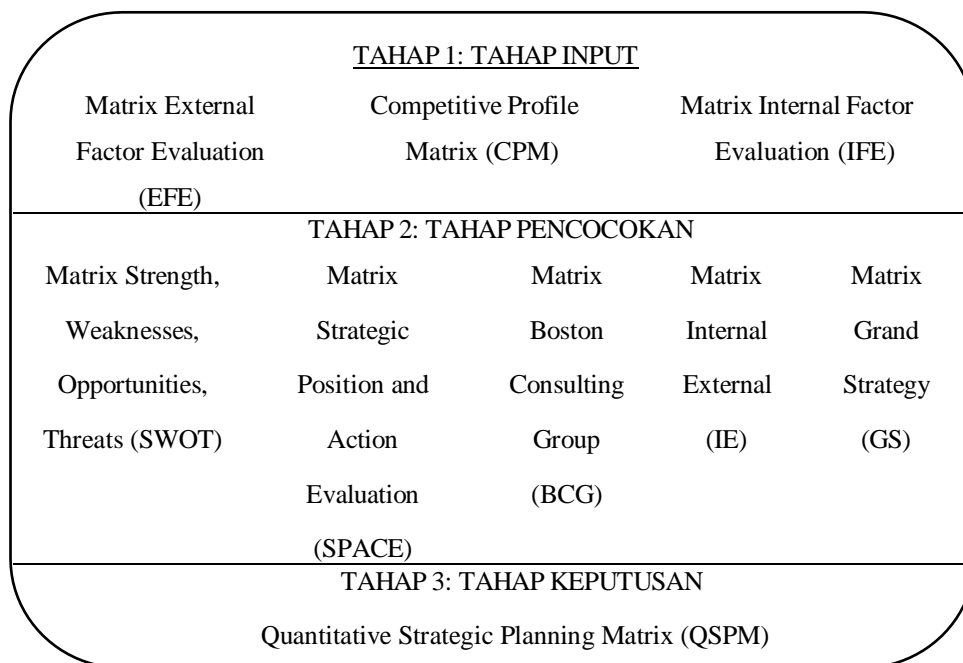 TAHAP 1: TAHAP INPUT
Matrix External
Factor Evaluation
(EFE)
Competitive Profile
Matrix (CPM)
Matrix Internal Factor
Evaluation (IFE)
TAHAP 2: TAHAP PENCOCOKAN
Matrix Strength,
Weaknesses,
Opportunities,
Threats (SWOT)
Matrix
Strategic
Position and
Action
Evaluation
(SPACE)
Matrix
Boston
Consulting
Group
(BCG)
Matrix
Internal
External
(IE)
Matrix
Grand
Strategy
(GS)
TAHAP 3: TAHAP KEPUTUSAN
Quantitative Strategic Planning Matrix (QSPM)